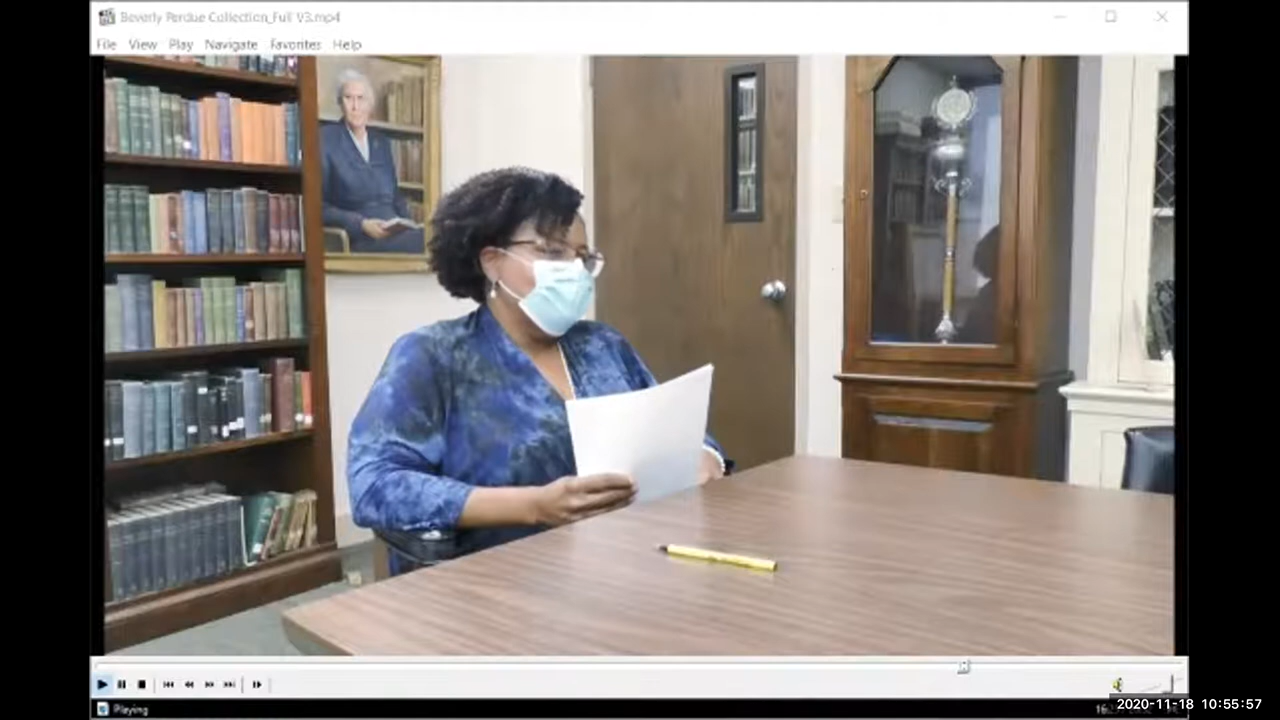 Beverly Perdue Collection_Full V3.mp4
File View Play Navigate Favorites Help
Playing
2020-11-18 10:55:57